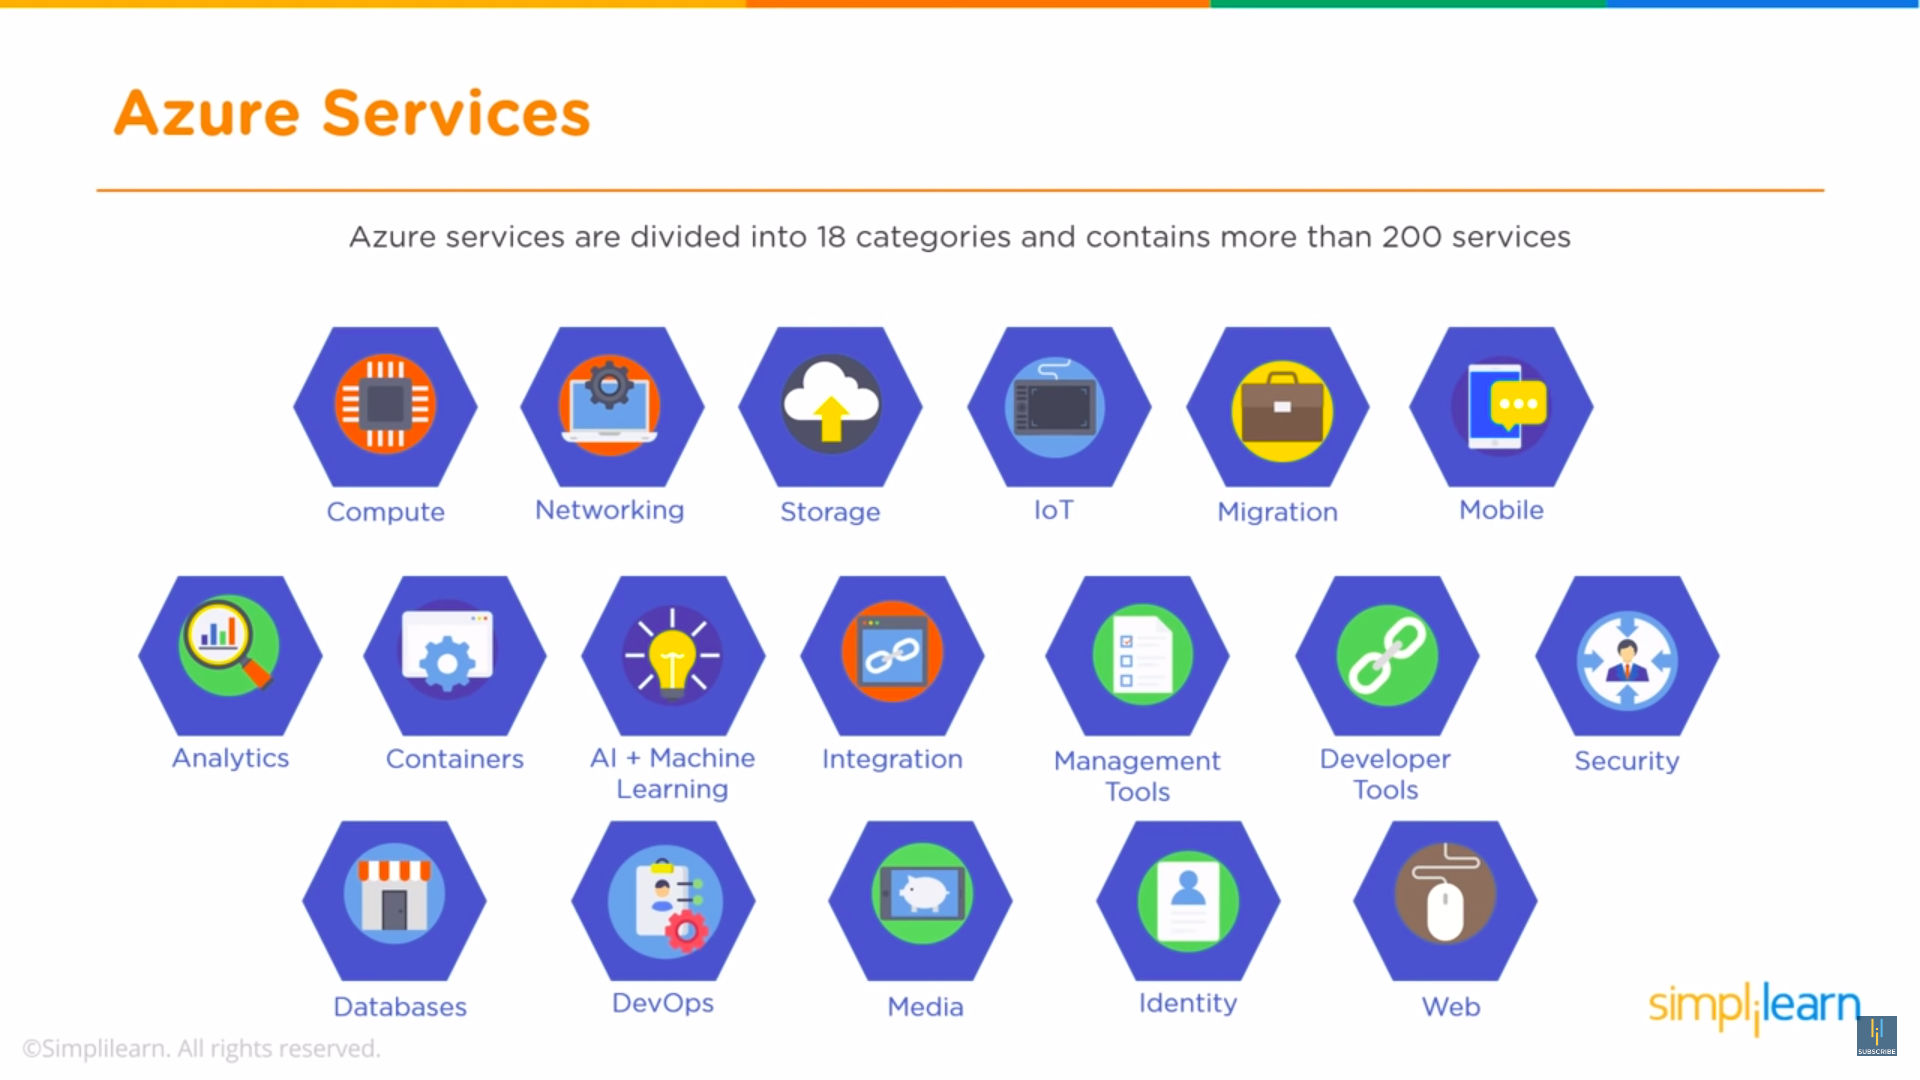 Azure Services
Azure services are divided into 18 categories and contains more than 200 services
Compute
Networking
Storage
IoT
Migration
Mobile
Analytics
Containers
AI + Machine
Learning
Integration
Management
Tools
Developer
Tools
Security
Databases
DevOps
Media
Identity
Web
simplilearn
SUBSCRIBE
©Simplilearn. All rights reserved.